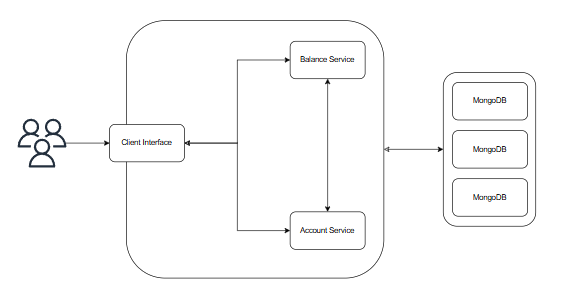 Balance Service
Client Interface
Account Service
MongoDB
MongoDB
MongoDB